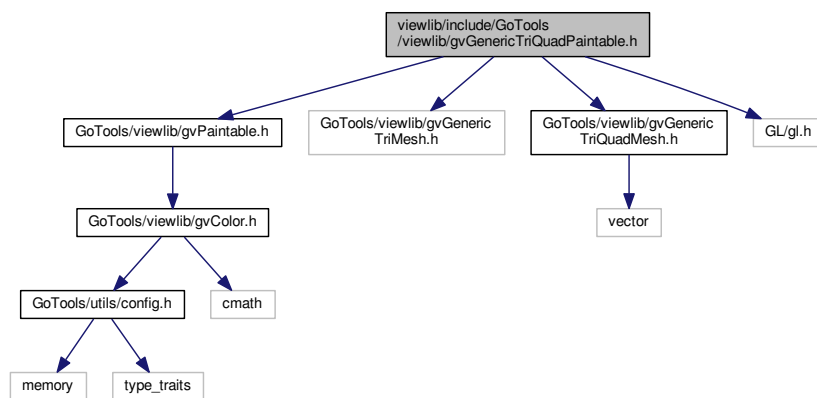 viewlib/include/GoTools
/viewlib/gvGenericTriQuadPaintable.h
GoTools/viewlib/gvPaintable.h
GoTools/viewlib/gvGeneric
TriMesh.h
GoTools/viewlib/gvGeneric
TriQuadMesh.h
GL/gl.h
GoTools/viewlib/gvColor.h
vector
GoTools/utils/config.h
cmath
memory
type_traits